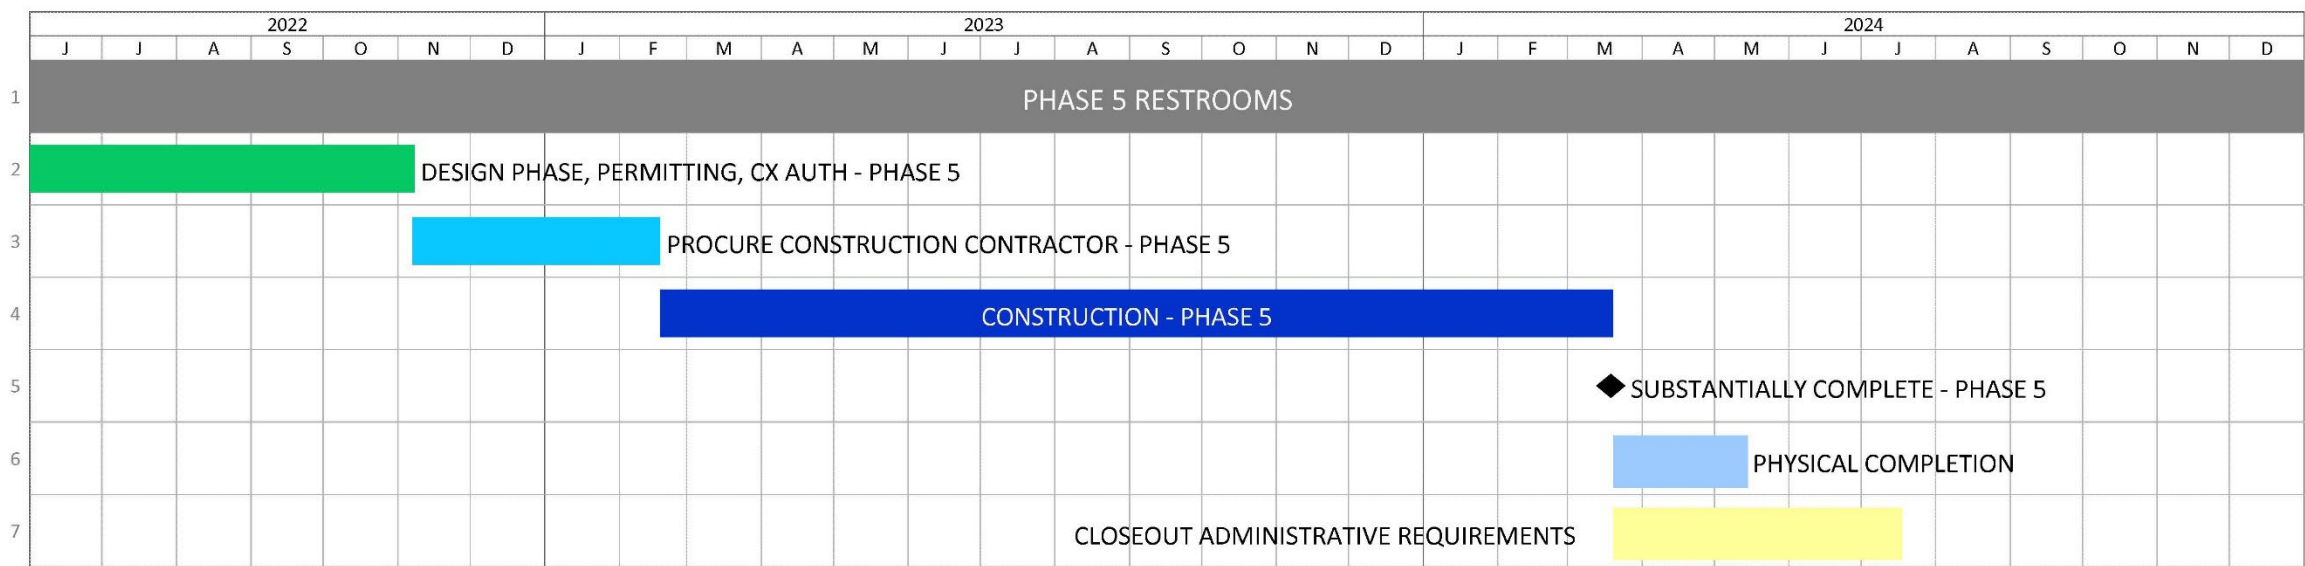 2022 2023 2024
J J A S O N D J F M A M J J A S O N D J F M A M J J A S O N D
1 PHASE 5 RESTROOMS
2 DESIGN PHASE, PERMITTING, CX AUTH - PHASE 5
3 PROCURE CONSTRUCTION CONTRACTOR - PHASE 5
4 CONSTRUCTION - PHASE 5
5 SUBSTANTIALLY COMPLETE - PHASE 5
6 PHYSICAL COMPLETION
7 CLOSEOUT ADMINISTRATIVE REQUIREMENTS